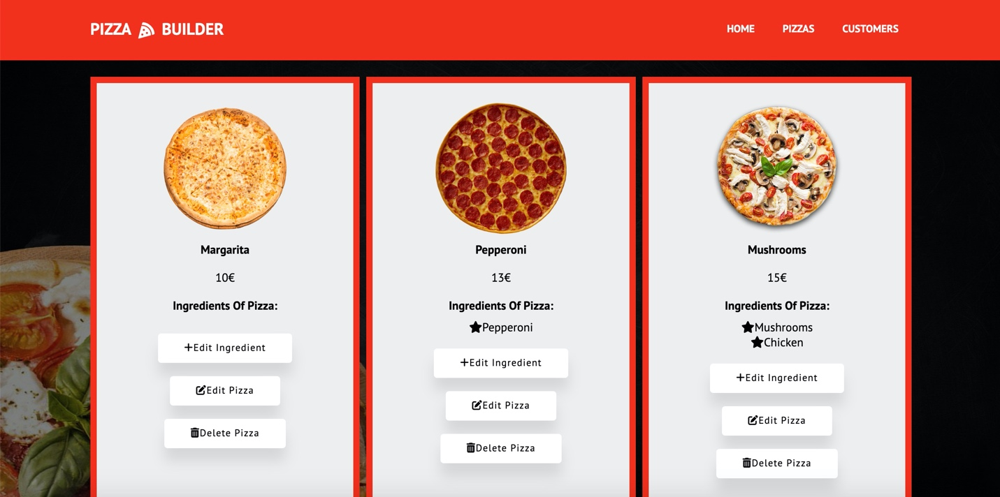 PIZZA BUILDER
HOME PIZZAS CUSTOMERS
Margarita
10€
Ingredients Of Pizza:
Edit Ingredient
Edit Pizza
Delete Pizza
Pepperoni
13€
Ingredients Of Pizza:
Pepperoni
Edit Ingredient
Edit Pizza
Delete Pizza
Mushrooms
15€
Ingredients Of Pizza:
Mushrooms
Chicken
Edit Ingredient
Edit Pizza
Delete Pizza